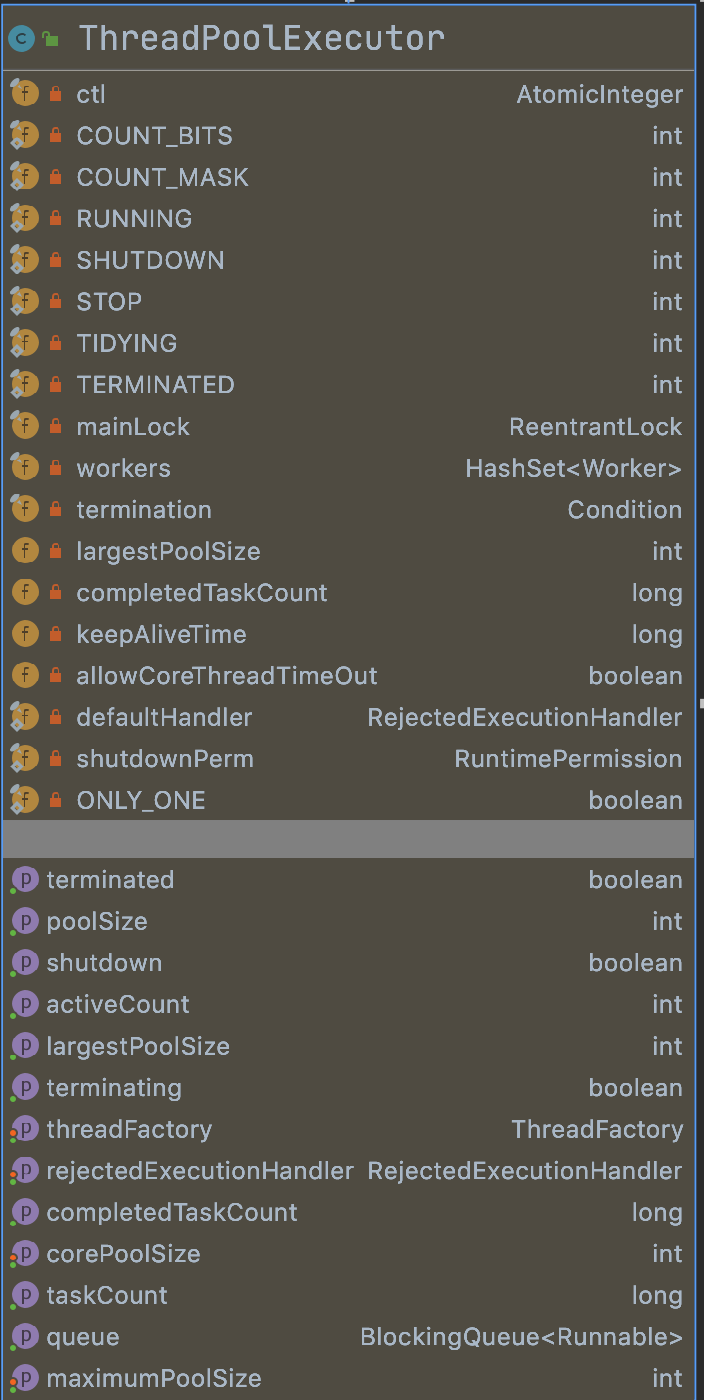 C ThreadPoolExecutor
f ctl AtomicInteger
f COUNT_BITS int
f COUNT_MASK int
f RUNNING int
f SHUTDOWN int
f STOP int
f TIDYING int
f TERMINATED int
f mainLock ReentrantLock
f workers HashSet<Worker>
f termination Condition
f largestPoolSize int
f completedTaskCount long
f keepAliveTime long
f allowCoreThreadTimeOut boolean
f defaultHandler RejectedExecutionHandler
f shutdownPerm RuntimePermission
f ONLY_ONE boolean
p terminated boolean
p poolSize int
p shutdown boolean
p activeCount int
p largestPoolSize int
p terminating boolean
p threadFactory ThreadFactory
p rejectedExecutionHandler RejectedExecutionHandler
p completedTaskCount long
p corePoolSize int
p taskCount long
p queue BlockingQueue<Runnable>
p maximumPoolSize int